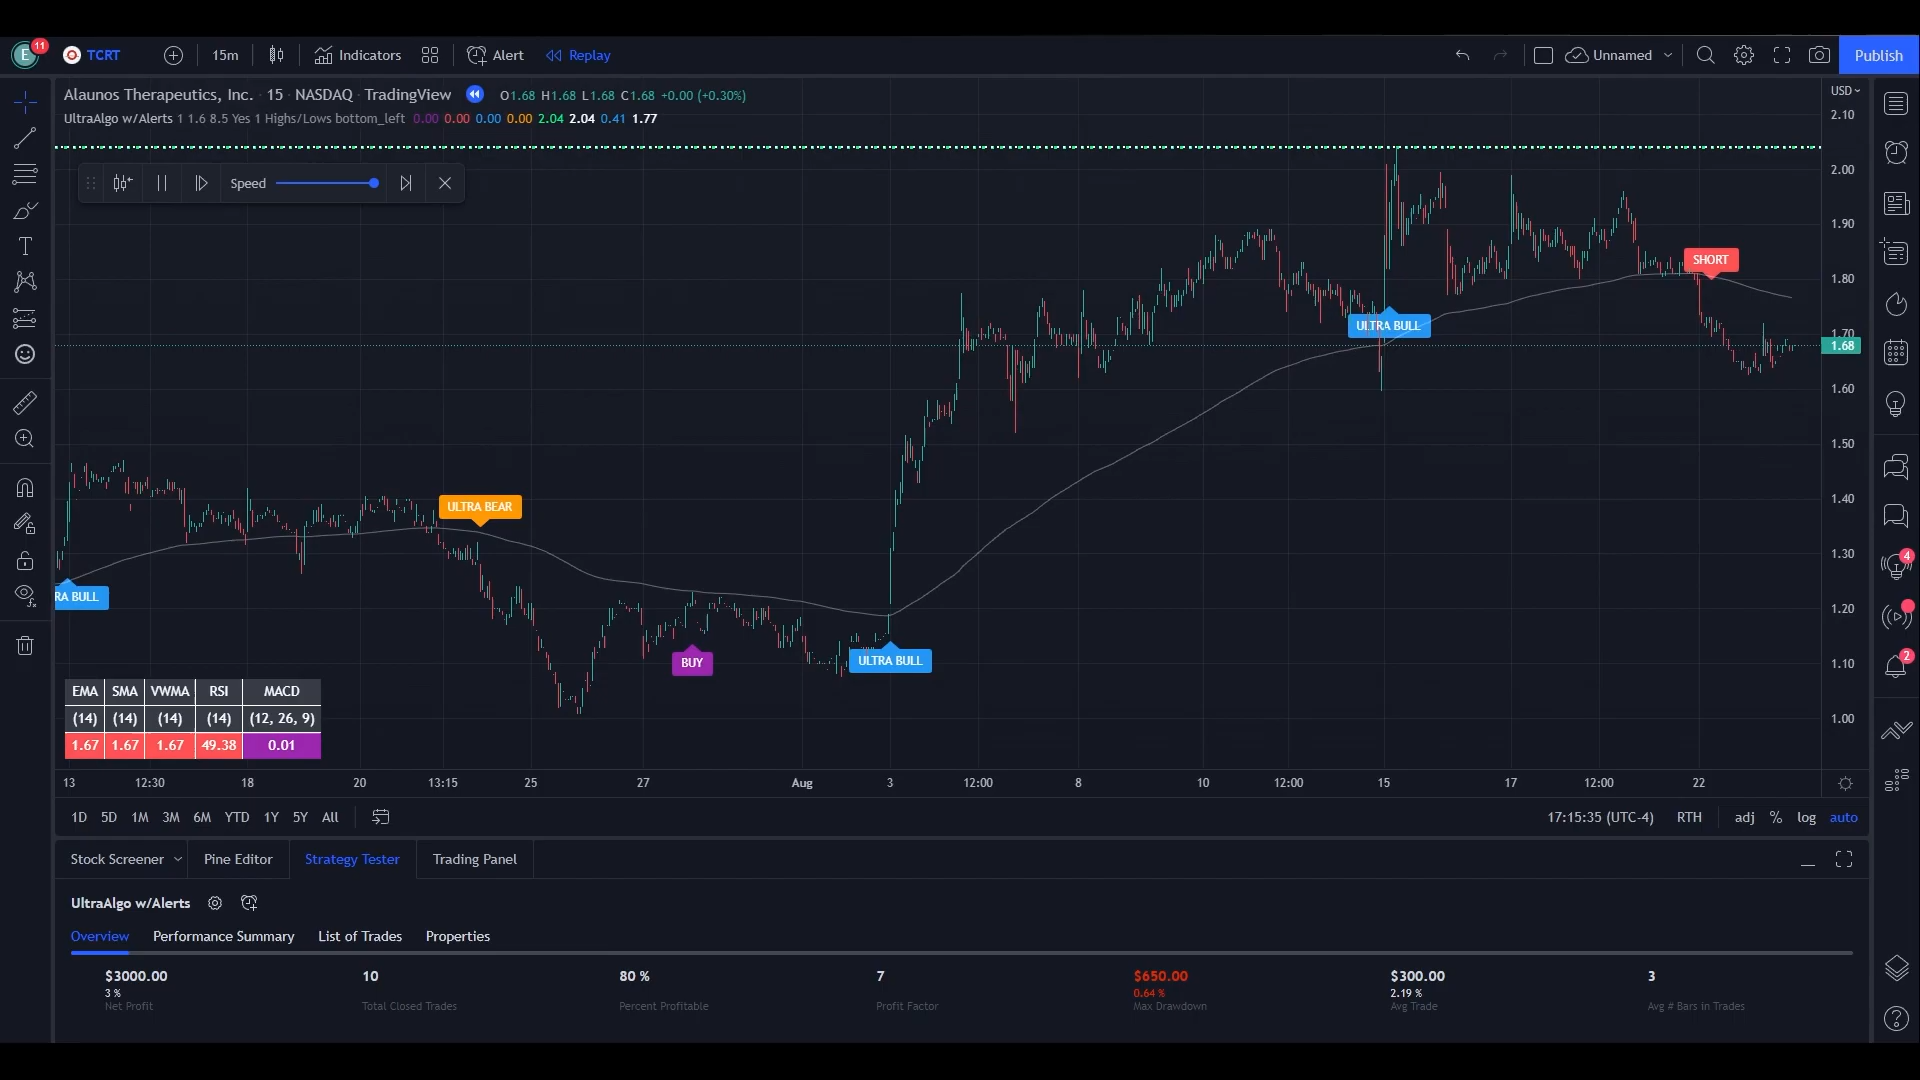 E 11 TCRT 15m Indicators Alert Replay Unnamed Publish
Alaunos Therapeutics, Inc. · 15 · NASDAQ · TradingView O1.68 H1.68 L1.68 C1.68 +0.00 (+0.30%)
UltraAlgo w/Alerts 1 1.6 8.5 Yes 1 Highs/Lows bottom_left 0.00 0.00 0.00 0.00 2.04 2.04 0.41 1.77
Speed
USD
2.10
2.00
1.90
1.80
1.70
1.68
1.60
1.50
1.40
1.30
1.20
1.10
1.00
SHORT
ULTRA BULL
ULTRA BEAR
RA BULL
BUY
ULTRA BULL
4
2
EMA SMA VWMA RSI MACD
(14) (14) (14) (14) (12, 26, 9)
1.67 1.67 1.67 49.38 0.01
13 12:30 18 20 13:15 25 27 Aug 3 12:00 8 10 12:00 15 17 12:00 22
1D 5D 1M 3M 6M YTD 1Y 5Y All 17:15:35 (UTC-4) RTH adj % log auto
Stock Screener Pine Editor Strategy Tester Trading Panel
UltraAlgo w/Alerts
Overview Performance Summary List of Trades Properties
$3000.00 10 80 % 7 $650.00 $300.00 3
3 % 0.64 % 2.19 %
Net Profit Total Closed Trades Percent Profitable Profit Factor Max Drawdown Avg Trade Avg # Bars in Trades